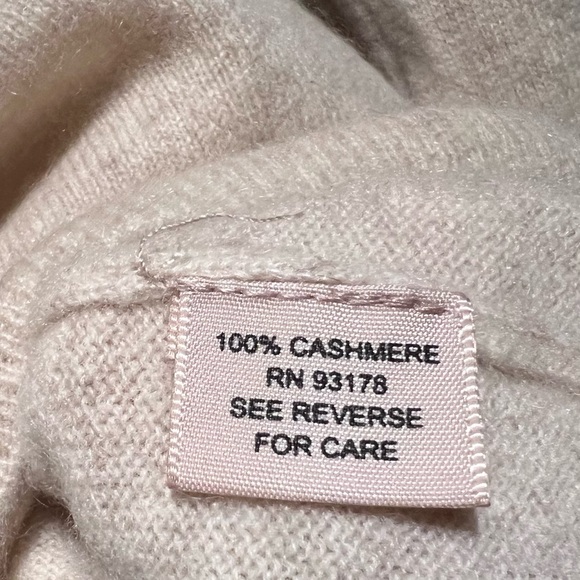 100% CASHMERE
RN 93178
SEE REVERSE
FOR CARE